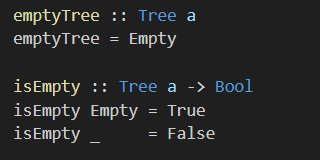 emptyTree :: Tree a
emptyTree = Empty

isEmpty :: Tree a -> Bool
isEmpty Empty = True
isEmpty _     = False